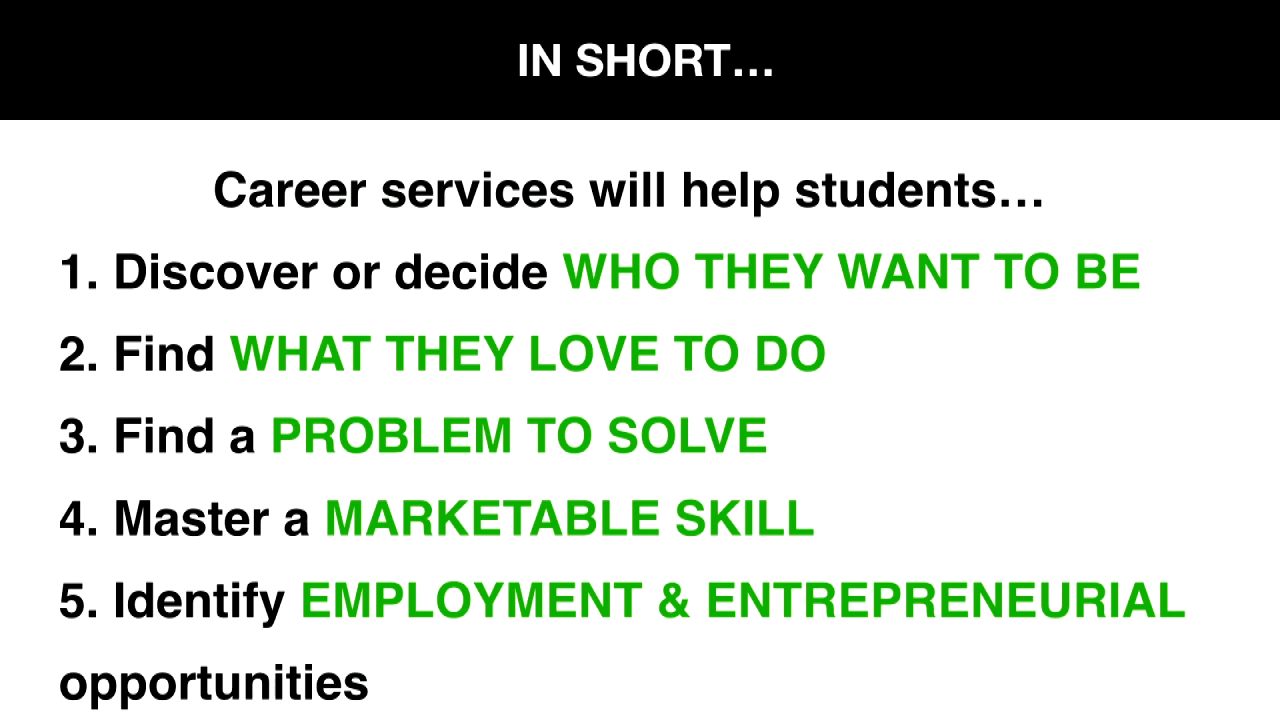 IN SHORT…
Career services will help students…
1. Discover or decide WHO THEY WANT TO BE
2. Find WHAT THEY LOVE TO DO
3. Find a PROBLEM TO SOLVE
4. Master a MARKETABLE SKILL
5. Identify EMPLOYMENT & ENTREPRENEURIAL
opportunities